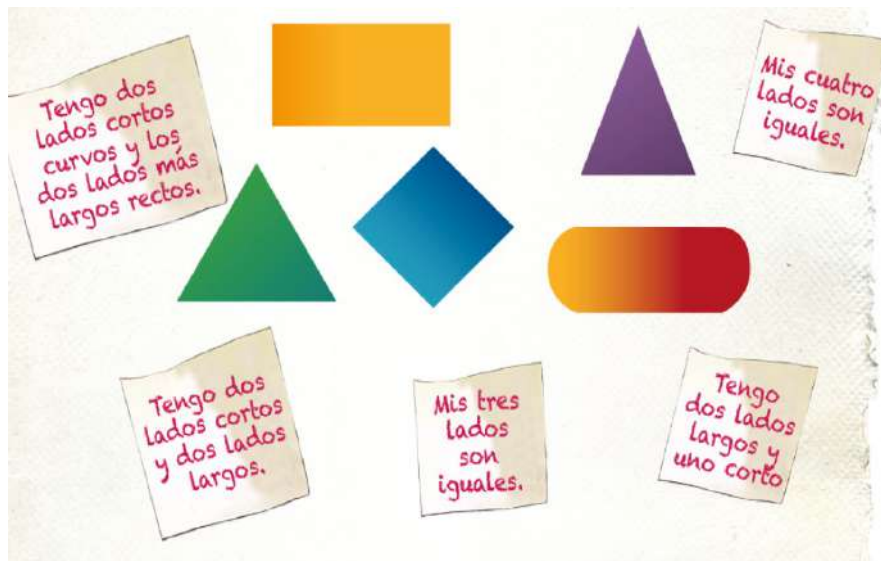 Tengo dos
lados cortos
curvos y los
dos lados más
largos rectos.
Mis cuatro
lados son
iguales.
Tengo dos
lados cortos
y dos lados
largos.
Mis tres
lados
son
iguales.
Tengo
dos lados
largos y
uno corto